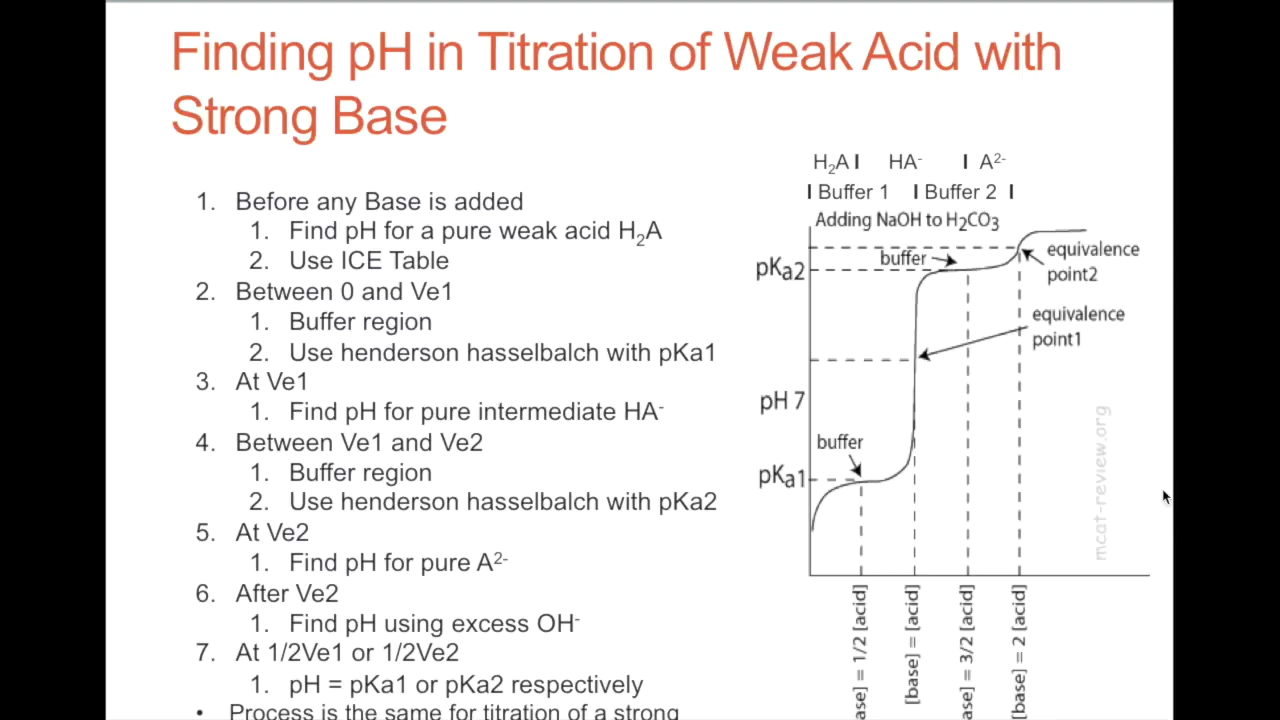 Finding pH in Titration of Weak Acid with
Strong Base
1. Before any Base is added
1. Find pH for a pure weak acid H₂A
2. Use ICE Table
2. Between 0 and Ve1
1. Buffer region
2. Use henderson hasselbalch with pKa1
3. At Ve1
1. Find pH for pure intermediate HA⁻
4. Between Ve1 and Ve2
1. Buffer region
2. Use henderson hasselbalch with pKa2
5. At Ve2
1. Find pH for pure A²⁻
6. After Ve2
1. Find pH using excess OH⁻
7. At 1/2Ve1 or 1/2Ve2
1. pH = pKa1 or pKa2 respectively
• Process is the same for titration of a strong
H₂A I HA⁻ I A²⁻
I Buffer 1 I Buffer 2 I
Adding NaOH to H₂CO₃
buffer
equivalence
point2
pKa2
equivalence
point1
pH 7
buffer
pKa1
mcat-review.org
ase] = 1/2 [acid]
[base] = [acid]
ase] = 3/2 [acid]
[base] = 2 [acid]